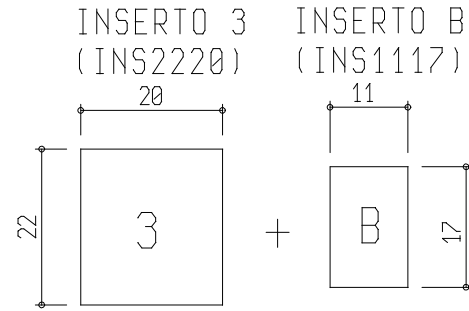 INSERTO 3 INSERTO B
(INS2220) (INS1117)
20 11
22 3 + B 17